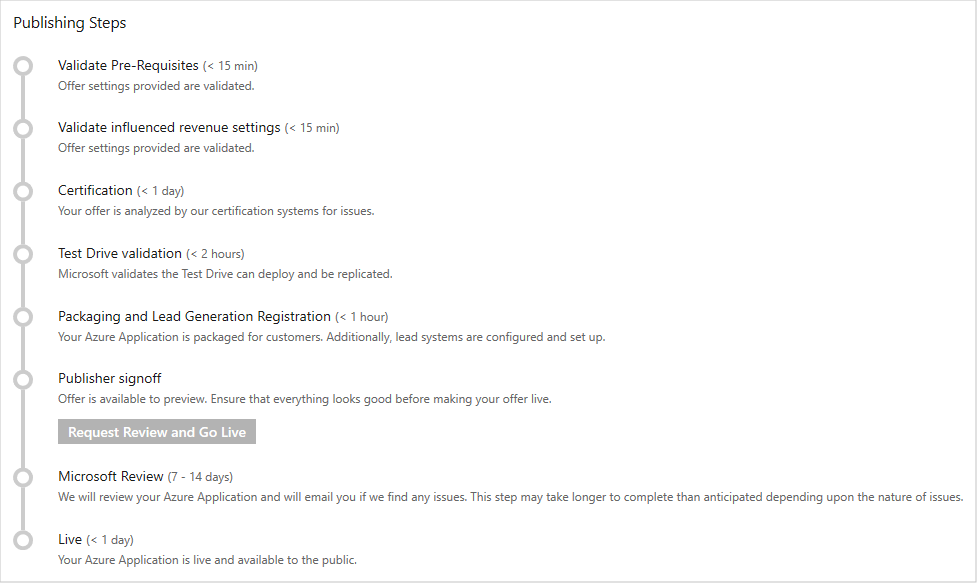 Publishing Steps
Validate Pre-Requisites (< 15 min)
Offer settings provided are validated.
Validate influenced revenue settings (< 15 min)
Offer settings provided are validated.
Certification (< 1 day)
Your offer is analyzed by our certification systems for issues.
Test Drive validation (< 2 hours)
Microsoft validates the Test Drive can deploy and be replicated.
Packaging and Lead Generation Registration (< 1 hour)
Your Azure Application is packaged for customers. Additionally, lead systems are configured and set up.
Publisher signoff
Offer is available to preview. Ensure that everything looks good before making your offer live.
Request Review and Go Live
Microsoft Review (7 - 14 days)
We will review your Azure Application and will email you if we find any issues. This step may take longer to complete than anticipated depending upon the nature of issues.
Live (< 1 day)
Your Azure Application is live and available to the public.